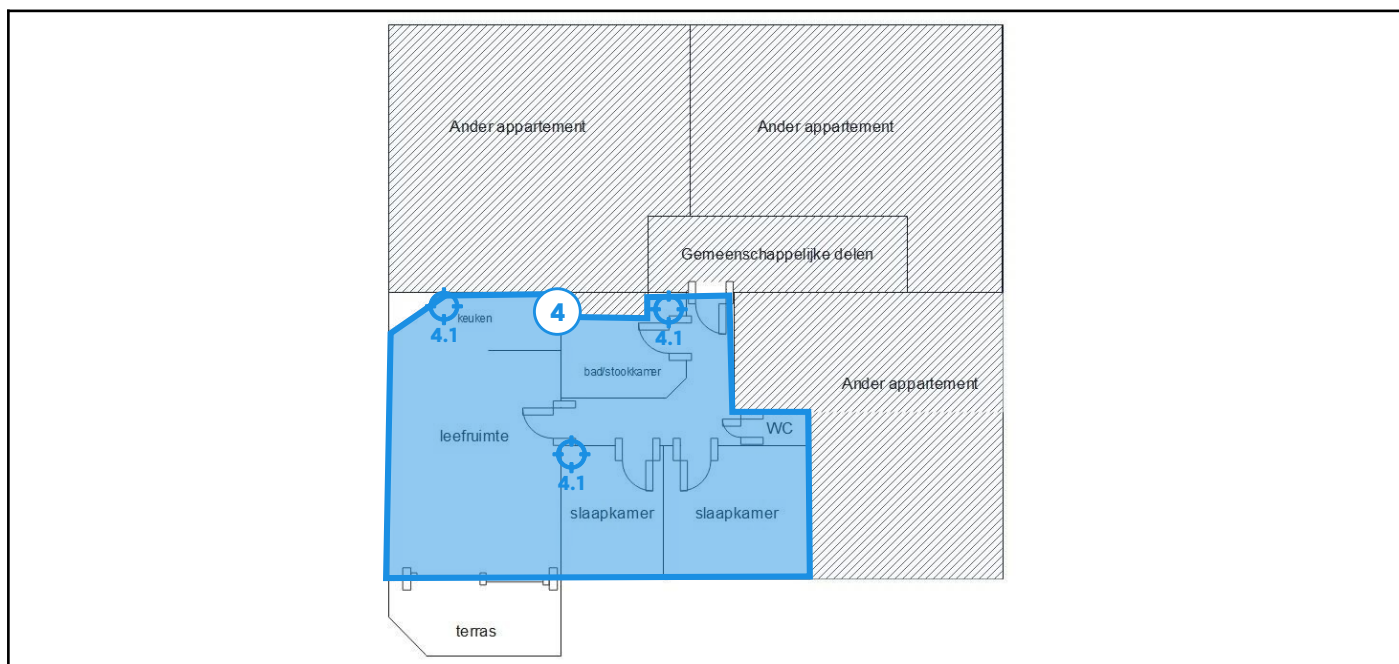 Ander appartement
Ander appartement
Gemeenschappelijke delen
4
keuken
4.1
4.1
bad/stookkamer
Ander appartement
leefruimte
WC
4.1
slaapkamer
slaapkamer
terras